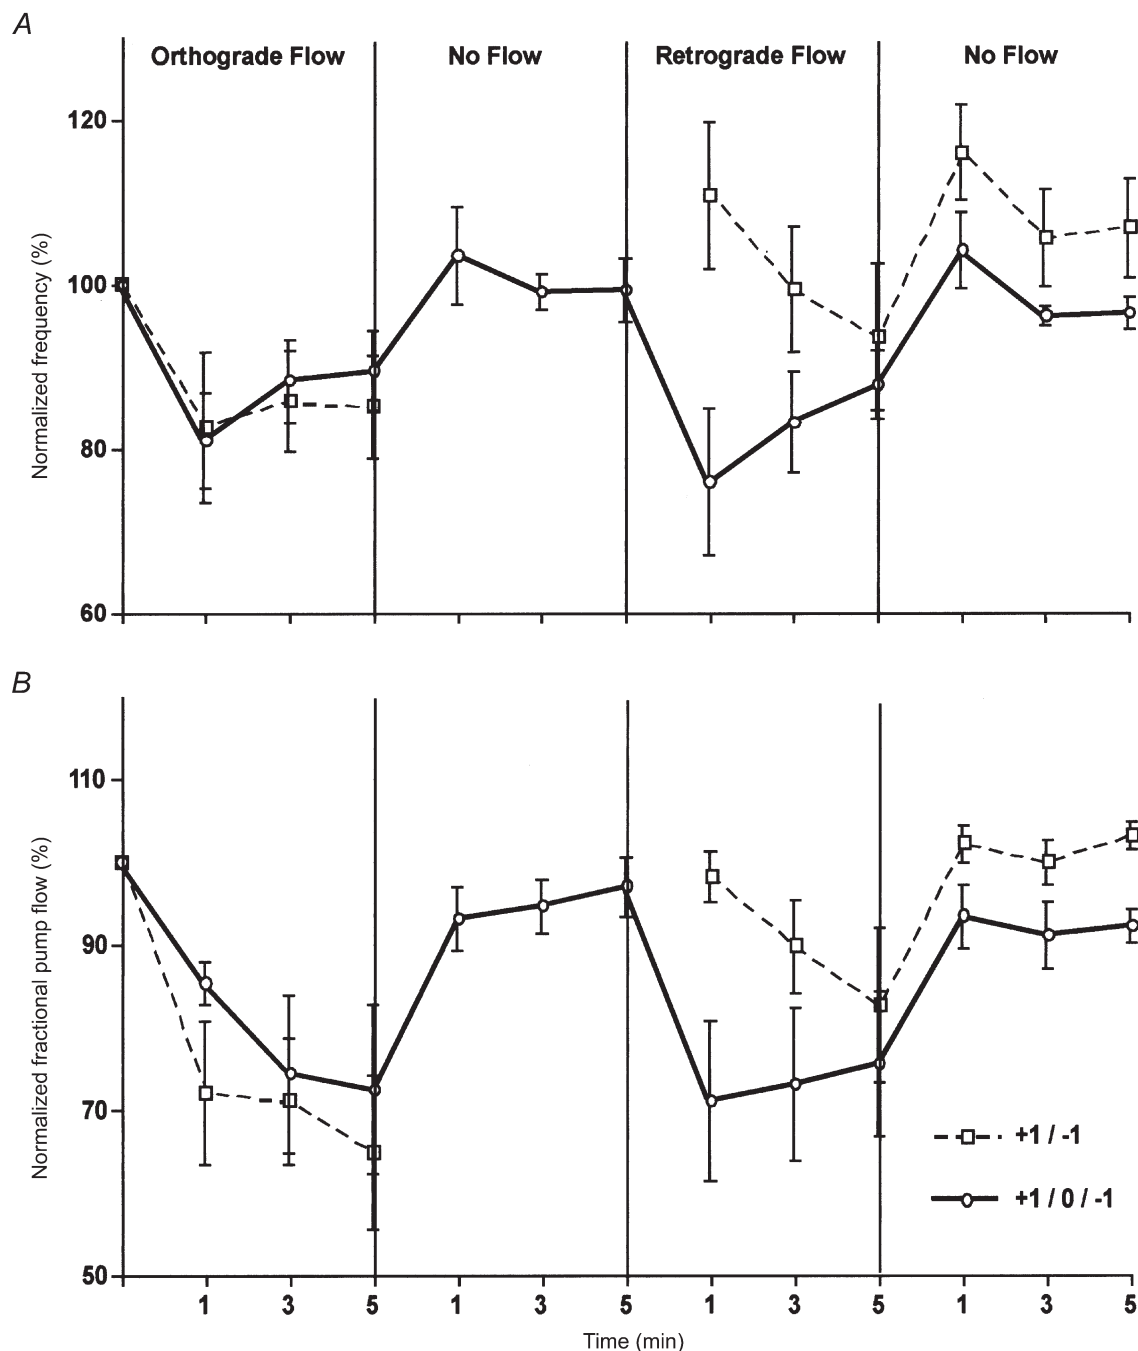 A
Orthograde Flow No Flow Retrograde Flow No Flow
120
100
80
60
Normalized frequency (%)
B
110
90
70
50
Normalized fractional pump flow (%)
+1 / -1
+1 / 0 / -1
1 3 5 1 3 5 1 3 5 1 3 5
Time (min)